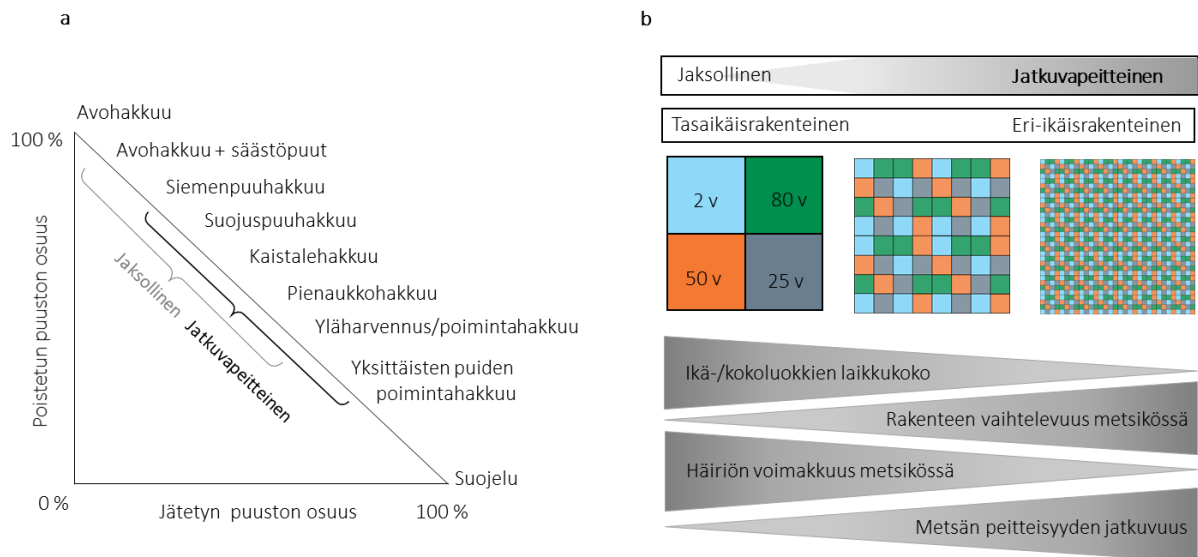 a
Avohakkuu
100 %
Avohakkuu + säästöpuut
Siemenpuuhakkuu
Suojuspuuhakkuu
Kaistalehakkuu
Pienaukkohakkuu
Yläharvennus/poimintahakkuu
Yksittäisten puiden
poimintahakkuu
Suojelu
Jaksollinen
Jatkuvapeitteinen
Poistetun puuston osuus
0 %
Jätetyn puuston osuus
100 %
b
Jaksollinen
Jatkuvapeitteinen
Tasaikäisrakenteinen
Eri-ikäisrakenteinen
2 v
80 v
50 v
25 v
Ikä-/kokoluokkien laikkukoko
Rakenteen vaihtelevuus metsikössä
Häiriön voimakkuus metsikössä
Metsän peitteisyyden jatkuvuus